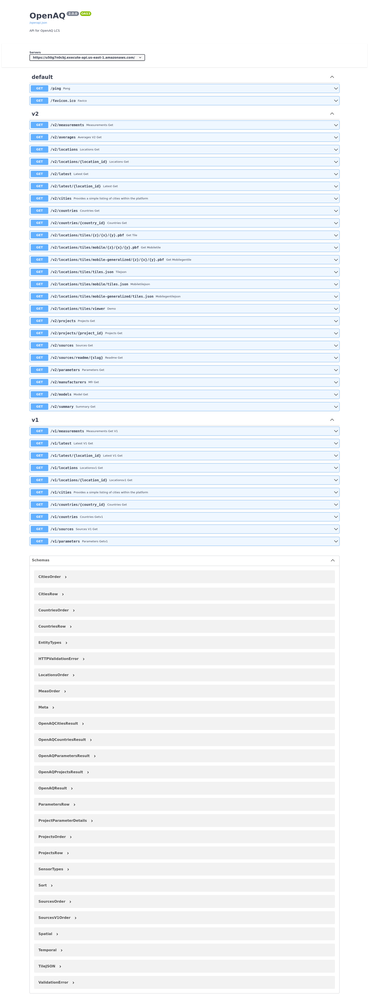 OpenAQ 2.0.0 OAS3
/openapi.json
API for OpenAQ LCS
Servers
https://u50g7n0cbj.execute-api.us-east-1.amazonaws.com/
default
GET /ping Pong
GET /favicon.ico Favico
v2
GET /v2/measurements Measurements Get
GET /v2/averages Averages V2 Get
GET /v2/locations Locations Get
GET /v2/locations/{location_id} Locations Get
GET /v2/latest Latest Get
GET /v2/latest/{location_id} Latest Get
GET /v2/cities Provides a simple listing of cities within the platform
GET /v2/countries Countries Get
GET /v2/countries/{country_id} Countries Get
GET /v2/locations/tiles/{z}/{x}/{y}.pbf Get Tile
GET /v2/locations/tiles/mobile/{z}/{x}/{y}.pbf Get Mobiletile
GET /v2/locations/tiles/mobile-generalized/{z}/{x}/{y}.pbf Get Mobilegentile
GET /v2/locations/tiles/tiles.json Tilejson
GET /v2/locations/tiles/mobile/tiles.json Mobiletilejson
GET /v2/locations/tiles/mobile-generalized/tiles.json Mobilegentilejson
GET /v2/locations/tiles/viewer Demo
GET /v2/projects Projects Get
GET /v2/projects/{project_id} Projects Get
GET /v2/sources Sources Get
GET /v2/sources/readme/{slug} Readme Get
GET /v2/parameters Parameters Get
GET /v2/manufacturers Mfr Get
GET /v2/models Model Get
GET /v2/summary Summary Get
v1
GET /v1/measurements Measurements Get V1
GET /v1/latest Latest V1 Get
GET /v1/latest/{location_id} Latest V1 Get
GET /v1/locations Locationsv1 Get
GET /v1/locations/{location_id} Locationsv1 Get
GET /v1/cities Provides a simple listing of cities within the platform
GET /v1/countries/{country_id} Countries Get
GET /v1/countries Countries Getv1
GET /v1/sources Sources V1 Get
GET /v1/parameters Parameters Getv1
Schemas
CitiesOrder
CitiesRow
CountriesOrder
CountriesRow
EntityTypes
HTTPValidationError
LocationsOrder
MeasOrder
Meta
OpenAQCitiesResult
OpenAQCountriesResult
OpenAQParametersResult
OpenAQProjectsResult
OpenAQResult
ParametersRow
ProjectParameterDetails
ProjectsOrder
ProjectsRow
SensorTypes
Sort
SourcesOrder
SourcesV1Order
Spatial
Temporal
TileJSON
ValidationError